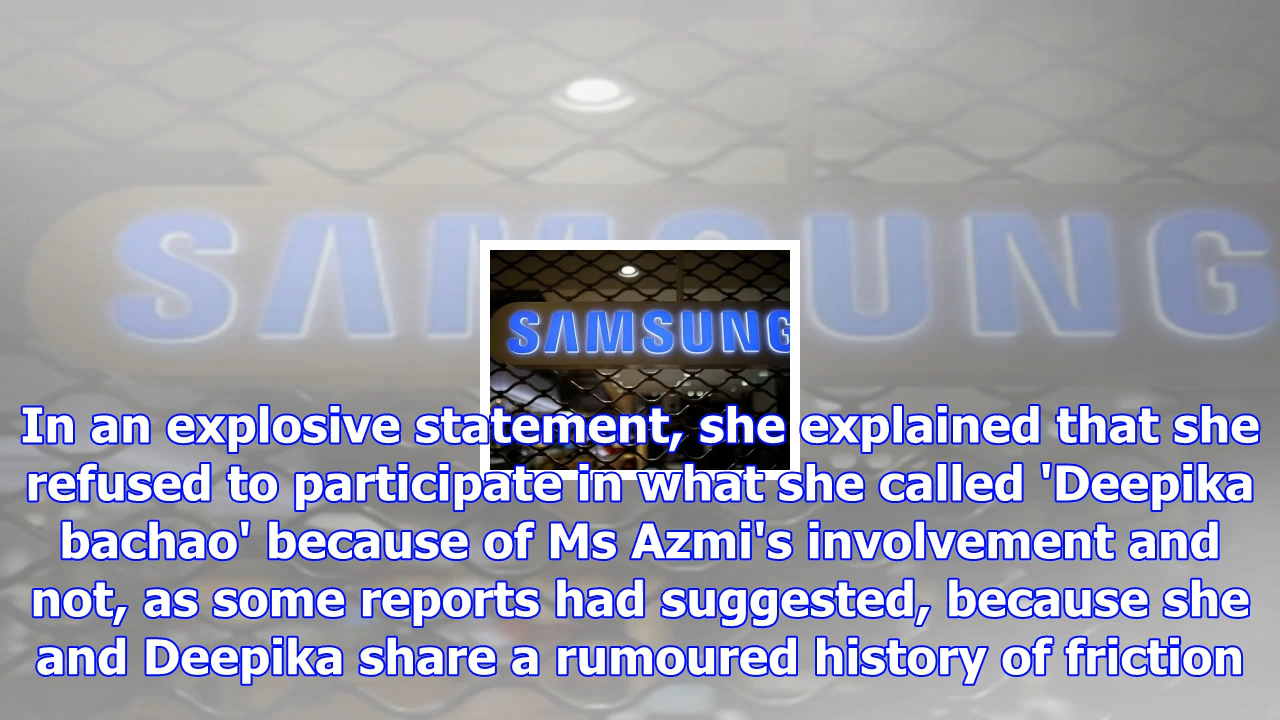 SAMSUNG
SAMSUNG
In an explosive statement, she explained that she
refused to participate in what she called 'Deepika
bachao' because of Ms Azmi's involvement and
not, as some reports had suggested, because she
and Deepika share a rumoured history of friction